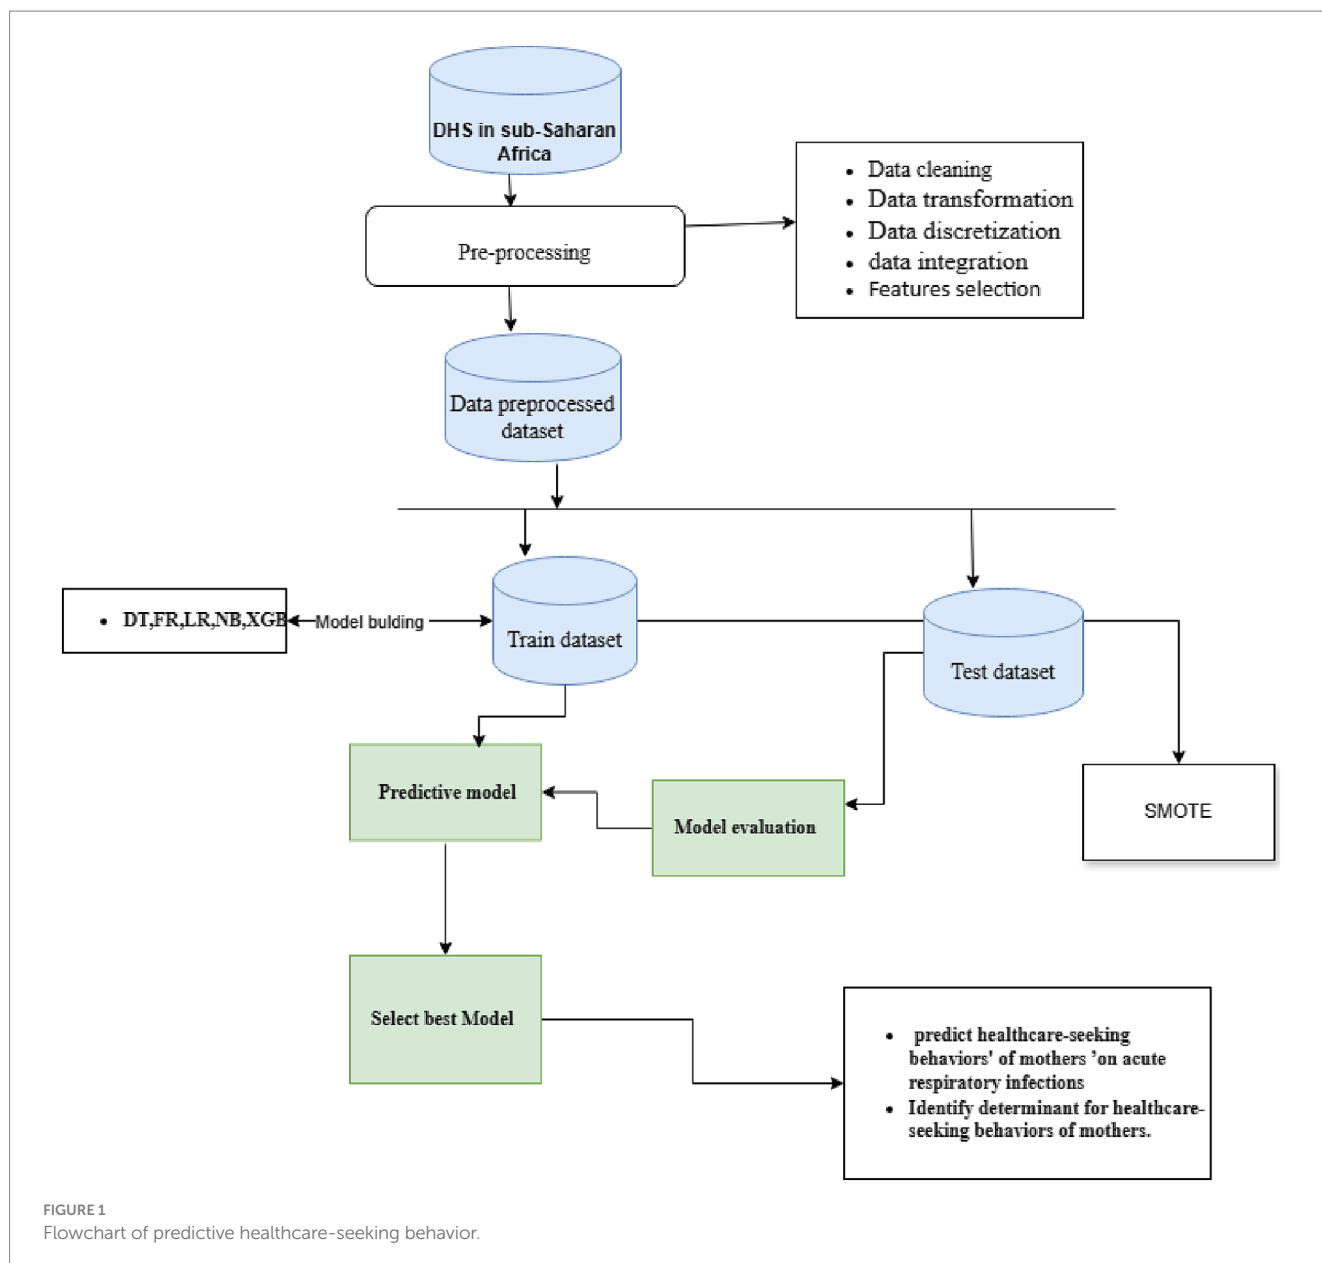 DHS in sub-Saharan
Africa
Pre-processing
• Data cleaning
• Data transformation
• Data discretization
• data integration
• Features selection
Data preprocessed
dataset
• DT,FR,LR,NB,XGB
Model bulding
Train dataset
Test dataset
Predictive model
Model evaluation
SMOTE
Select best Model
• predict healthcare-seeking
behaviors' of mothers ’on acute
respiratory infections
• Identify determinant for healthcare-
seeking behaviors of mothers.
FIGURE 1
Flowchart of predictive healthcare-seeking behavior.